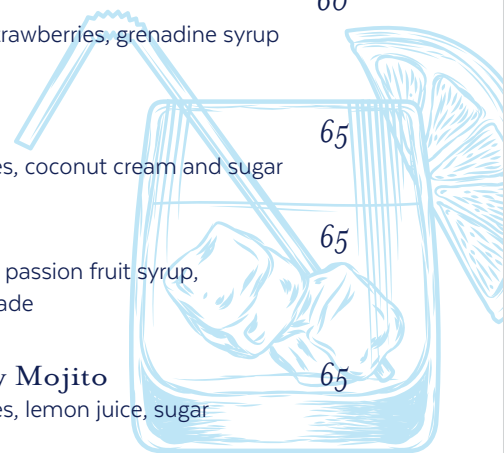 60
rawberries, grenadine syrup
65
es, coconut cream and sugar
65
passion fruit syrup,
ade
y Mojito 65
es, lemon juice, sugar